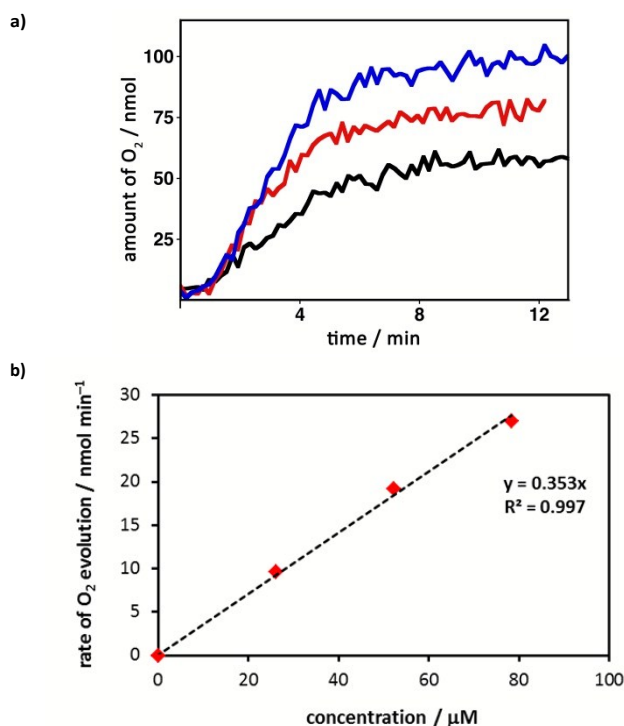 a)
100
75
50
25
amount of O₂ / nmol
4 8 12
time / min
b)
30
25
20
15
10
5
0
rate of O₂ evolution / nmol min⁻¹
y = 0.353x
R² = 0.997
0 20 40 60 80 100
concentration / µM